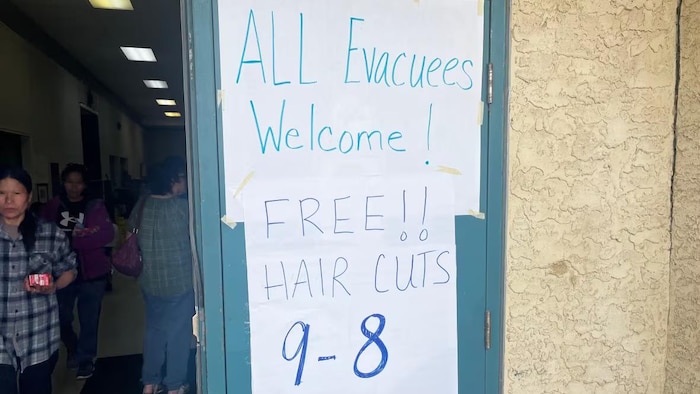 ALL Evacuees
Welcome!
FREE!!
HAIR CUTS
9-8